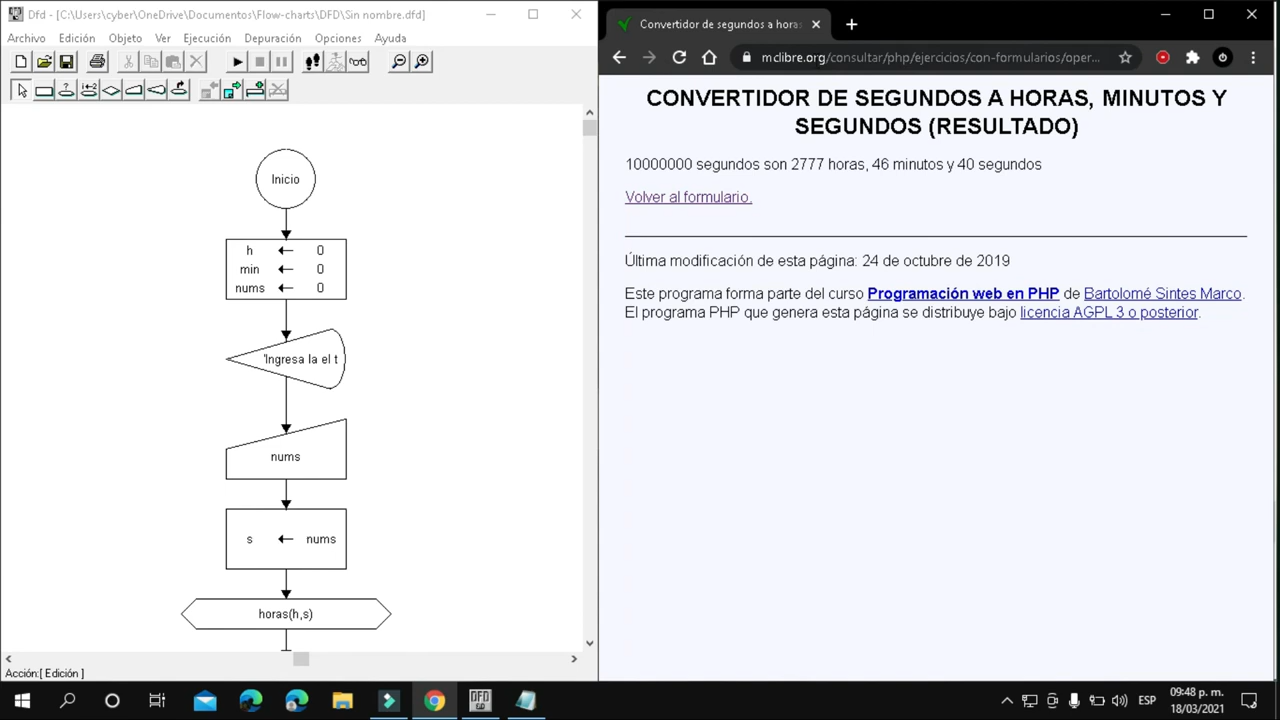 Dfd - [C:\Users\cyber\OneDrive\Documentos\Flow-charts\DFD\Sin nombre.dfd]
Archivo Edición Objeto Ver Ejecución Depuración Opciones Ayuda
Inicio
h ← 0
min ← 0
nums ← 0
'Ingresa la el t
nums
s ← nums
horas(h,s)
Acción:[ Edición ]
Convertidor de segundos a horas
mclibre.org/consultar/php/ejercicios/con-formularios/oper...
CONVERTIDOR DE SEGUNDOS A HORAS, MINUTOS Y
SEGUNDOS (RESULTADO)
10000000 segundos son 2777 horas, 46 minutos y 40 segundos
Volver al formulario.
Última modificación de esta página: 24 de octubre de 2019
Este programa forma parte del curso Programación web en PHP de Bartolomé Sintes Marco.
El programa PHP que genera esta página se distribuye bajo licencia AGPL 3 o posterior.
DFD
ESP
09:48 p. m.
18/03/2021